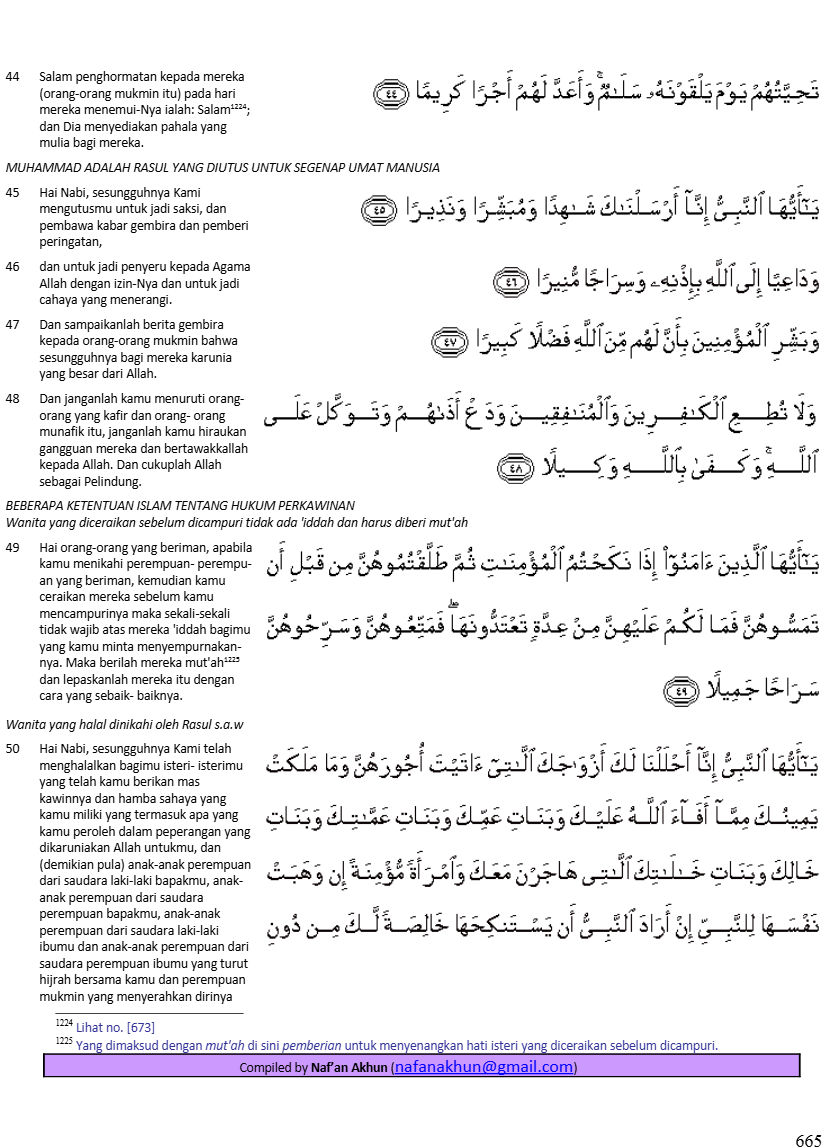 44 Salam penghormatan kepada mereka
(orang-orang mukmin itu) pada hari
mereka menemui-Nya ialah: Salam¹²²⁴;
dan Dia menyediakan pahala yang
mulia bagi mereka.
تَحِيَّتُهُمْ يَوْمَ يَلْقَوْنَهُۥ سَلَـٰمٌ ۚ وَأَعَدَّ لَهُمْ أَجْرًا كَرِيمًا ٤٤
MUHAMMAD ADALAH RASUL YANG DIUTUS UNTUK SEGENAP UMAT MANUSIA
45 Hai Nabi, sesungguhnya Kami
mengutusmu untuk jadi saksi, dan
pembawa kabar gembira dan pemberi
peringatan,
يَـٰٓأَيُّهَا ٱلنَّبِىُّ إِنَّآ أَرْسَلْنَـٰكَ شَـٰهِدًا وَمُبَشِّرًا وَنَذِيرًا ٤٥
46 dan untuk jadi penyeru kepada Agama
Allah dengan izin-Nya dan untuk jadi
cahaya yang menerangi.
وَدَاعِيًا إِلَى ٱللَّهِ بِإِذْنِهِۦ وَسِرَاجًا مُّنِيرًا ٤٦
47 Dan sampaikanlah berita gembira
kepada orang-orang mukmin bahwa
sesungguhnya bagi mereka karunia
yang besar dari Allah.
وَبَشِّرِ ٱلْمُؤْمِنِينَ بِأَنَّ لَهُم مِّنَ ٱللَّهِ فَضْلًا كَبِيرًا ٤٧
48 Dan janganlah kamu menuruti orang-
orang yang kafir dan orang- orang
munafik itu, janganlah kamu hiraukan
gangguan mereka dan bertawakkallah
kepada Allah. Dan cukuplah Allah
sebagai Pelindung.
وَلَا تُطِعِ ٱلْكَـٰفِرِينَ وَٱلْمُنَـٰفِقِينَ وَدَعْ أَذَىٰهُمْ وَتَوَكَّلْ عَلَى
ٱللَّهِ ۚ وَكَفَىٰ بِٱللَّهِ وَكِيلًا ٤٨
BEBERAPA KETENTUAN ISLAM TENTANG HUKUM PERKAWINAN
Wanita yang diceraikan sebelum dicampuri tidak ada 'iddah dan harus diberi mut'ah
49 Hai orang-orang yang beriman, apabila
kamu menikahi perempuan- perempu-
an yang beriman, kemudian kamu
ceraikan mereka sebelum kamu
mencampurinya maka sekali-sekali
tidak wajib atas mereka 'iddah bagimu
yang kamu minta menyempurnakan-
nya. Maka berilah mereka mut'ah¹²²⁵
dan lepaskanlah mereka itu dengan
cara yang sebaik- baiknya.
يَـٰٓأَيُّهَا ٱلَّذِينَ ءَامَنُوٓا۟ إِذَا نَكَحْتُمُ ٱلْمُؤْمِنَـٰتِ ثُمَّ طَلَّقْتُمُوهُنَّ مِن قَبْلِ أَن
تَمَسُّوهُنَّ فَمَا لَكُمْ عَلَيْهِنَّ مِنْ عِدَّةٍ تَعْتَدُّونَهَا ۖ فَمَتِّعُوهُنَّ وَسَرِّحُوهُنَّ
سَرَاحًا جَمِيلًا ٤٩
Wanita yang halal dinikahi oleh Rasul s.a.w
50 Hai Nabi, sesungguhnya Kami telah
menghalalkan bagimu isteri- isterimu
yang telah kamu berikan mas
kawinnya dan hamba sahaya yang
kamu miliki yang termasuk apa yang
kamu peroleh dalam peperangan yang
dikaruniakan Allah untukmu, dan
(demikian pula) anak-anak perempuan
dari saudara laki-laki bapakmu, anak-
anak perempuan dari saudara
perempuan bapakmu, anak-anak
perempuan dari saudara laki-laki
ibumu dan anak-anak perempuan dari
saudara perempuan ibumu yang turut
hijrah bersama kamu dan perempuan
mukmin yang menyerahkan dirinya
يَـٰٓأَيُّهَا ٱلنَّبِىُّ إِنَّآ أَحْلَلْنَا لَكَ أَزْوَٰجَكَ ٱلَّـٰتِىٓ ءَاتَيْتَ أُجُورَهُنَّ وَمَا مَلَكَتْ
يَمِينُكَ مِمَّآ أَفَآءَ ٱللَّهُ عَلَيْكَ وَبَنَاتِ عَمِّكَ وَبَنَاتِ عَمَّـٰتِكَ وَبَنَاتِ
خَالِكَ وَبَنَاتِ خَـٰلَـٰتِكَ ٱلَّـٰتِى هَاجَرْنَ مَعَكَ وَٱمْرَأَةً مُّؤْمِنَةً إِن وَهَبَتْ
نَفْسَهَا لِلنَّبِىِّ إِنْ أَرَادَ ٱلنَّبِىُّ أَن يَسْتَنكِحَهَا خَالِصَةً لَّكَ مِن دُونِ
¹²²⁴ Lihat no. [673]
¹²²⁵ Yang dimaksud dengan mut'ah di sini pemberian untuk menyenangkan hati isteri yang diceraikan sebelum dicampuri.
Compiled by Naf’an Akhun (nafanakhun@gmail.com)
665